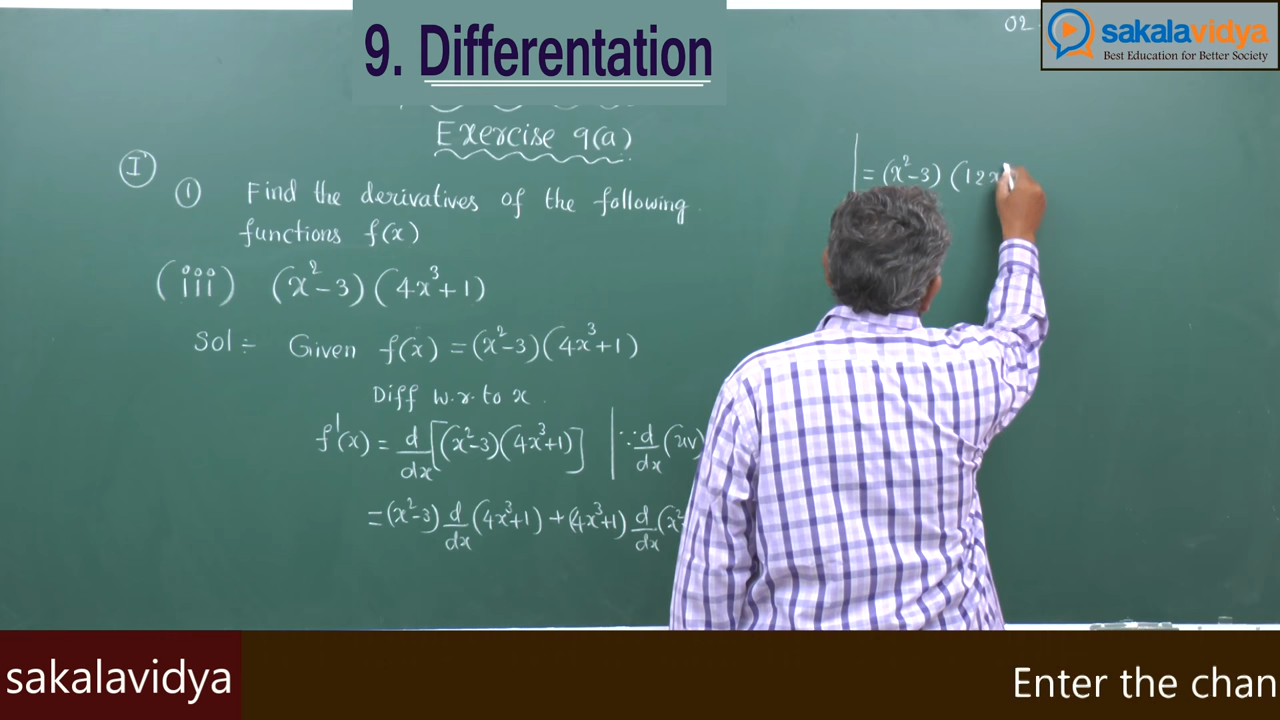 9. Differentation
02
sakalavidya
Best Education for Better Society
Exercise 9(a)
I
(1) Find the derivatives of the following
functions f(x)
(iii) (x²-3)(4x³+1)
Sol:- Given f(x) = (x²-3)(4x³+1)
Diff w.r.to x.
f'(x) = d/dx [(x²-3)(4x³+1)] | ∵ d/dx (uv)
= (x²-3) d/dx (4x³+1) + (4x³+1) d/dx (x²
= (x²-3) (12x
sakalavidya
Enter the chan